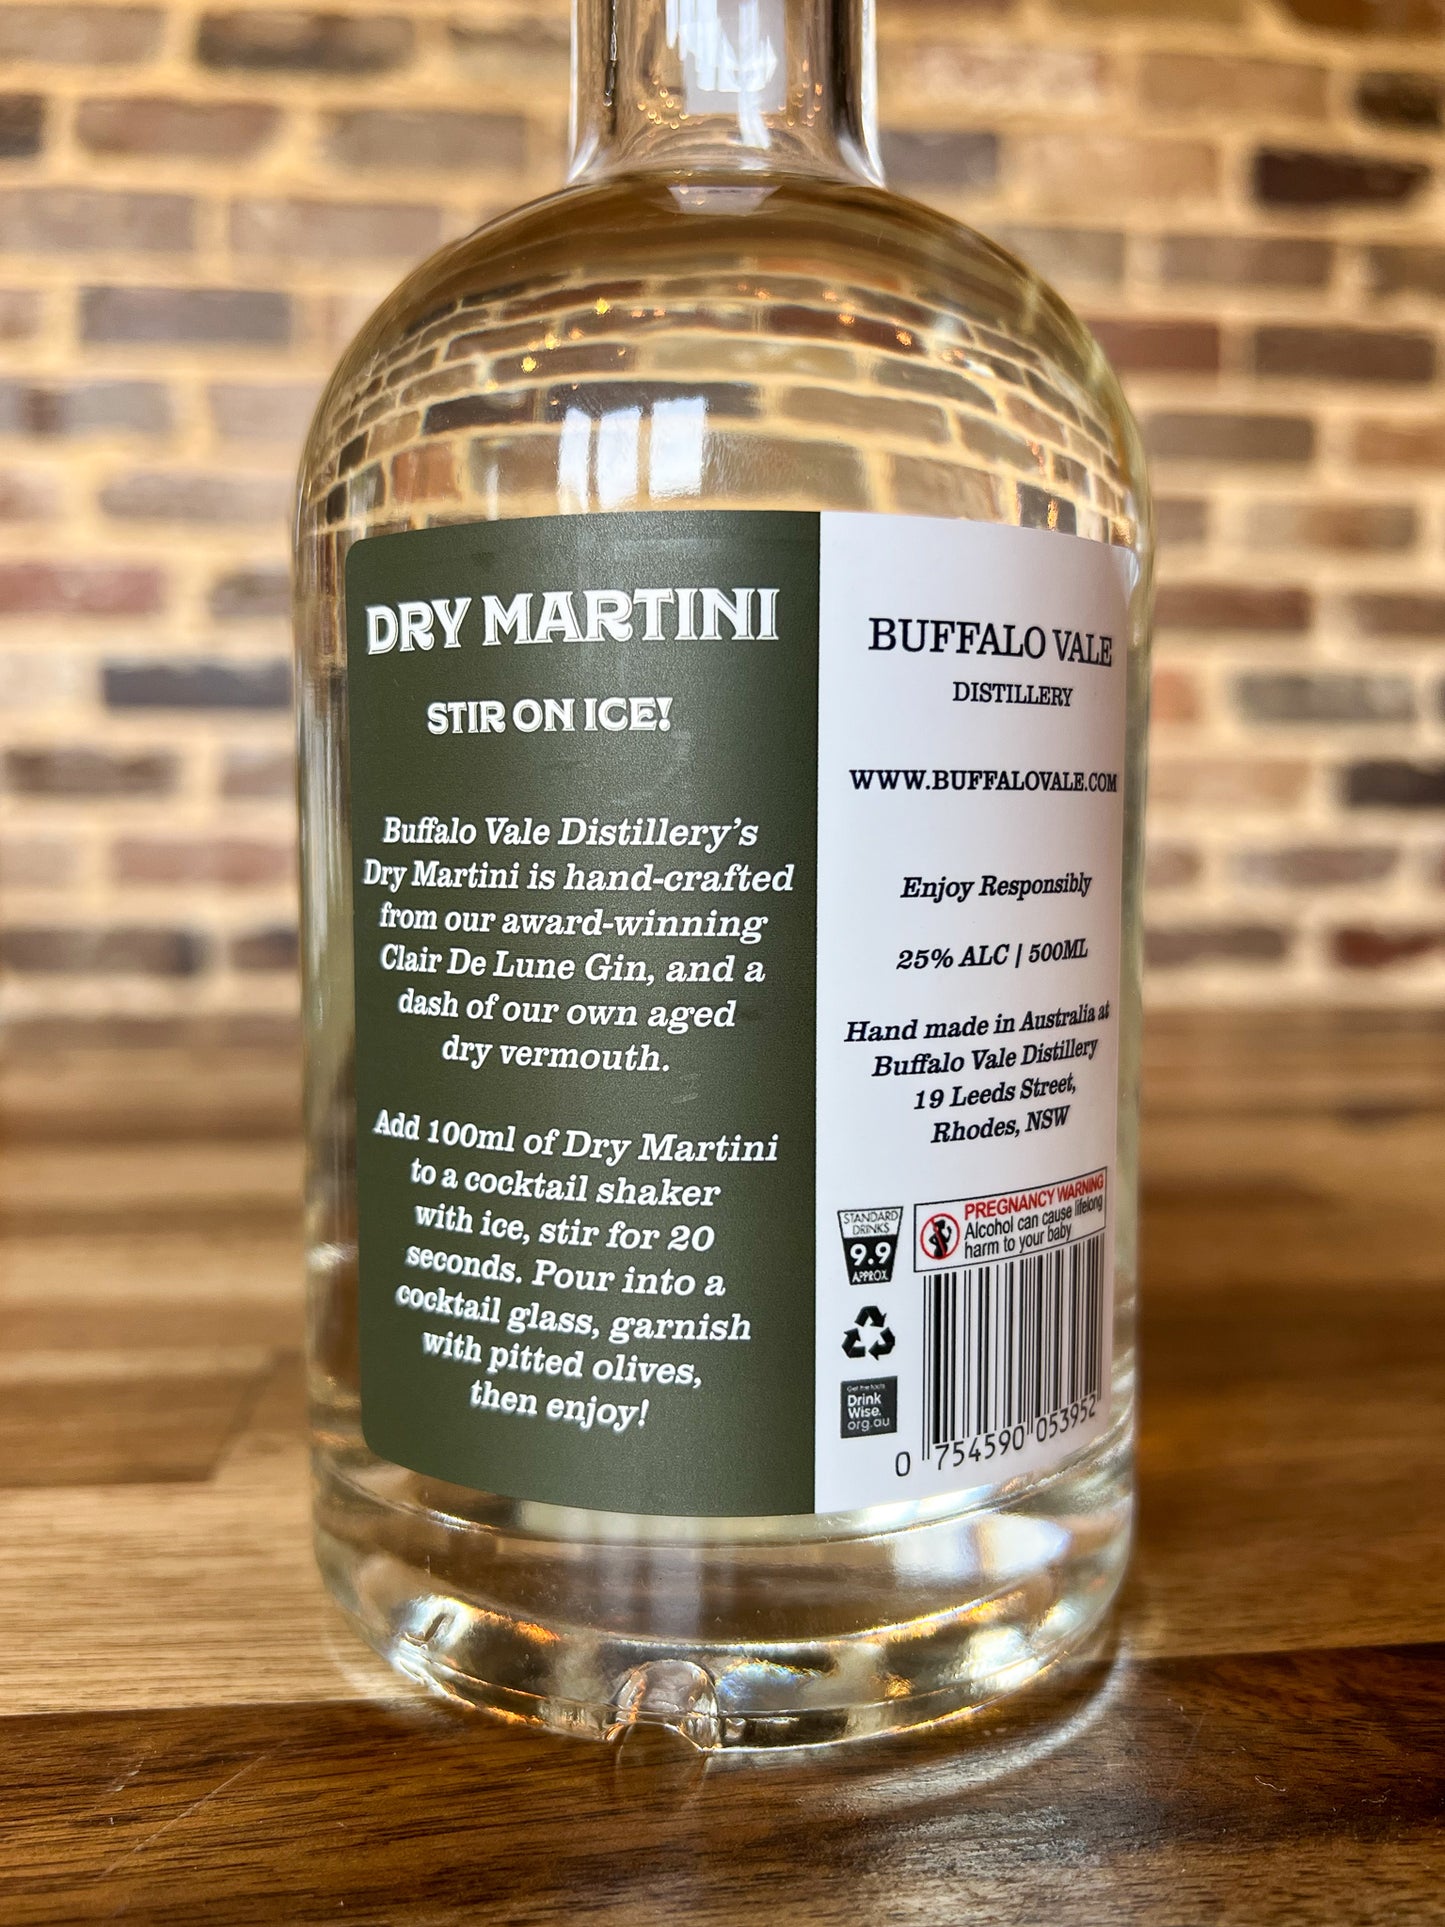 DRY MARTINI
STIR ON ICE!
Buffalo Vale Distillery's
Dry Martini is hand-crafted
from our award-winning
Clair De Lune Gin, and a
dash of our own aged
dry vermouth.
Add 100ml of Dry Martini
to a cocktail shaker
with ice, stir for 20
seconds. Pour into a
cocktail glass, garnish
with pitted olives,
then enjoy!
BUFFALO VALE
DISTILLERY
WWW.BUFFALOVALE.COM
Enjoy Responsibly
25% ALC | 500ML
Hand made in Australia at
Buffalo Vale Distillery
19 Leeds Street,
Rhodes, NSW
STANDARD
DRINKS
9.9
APPROX
PREGNANCY WARNING
Alcohol can cause lifelong
harm to your baby
Get the facts
Drink
Wise.
org.au
0 754590 053952